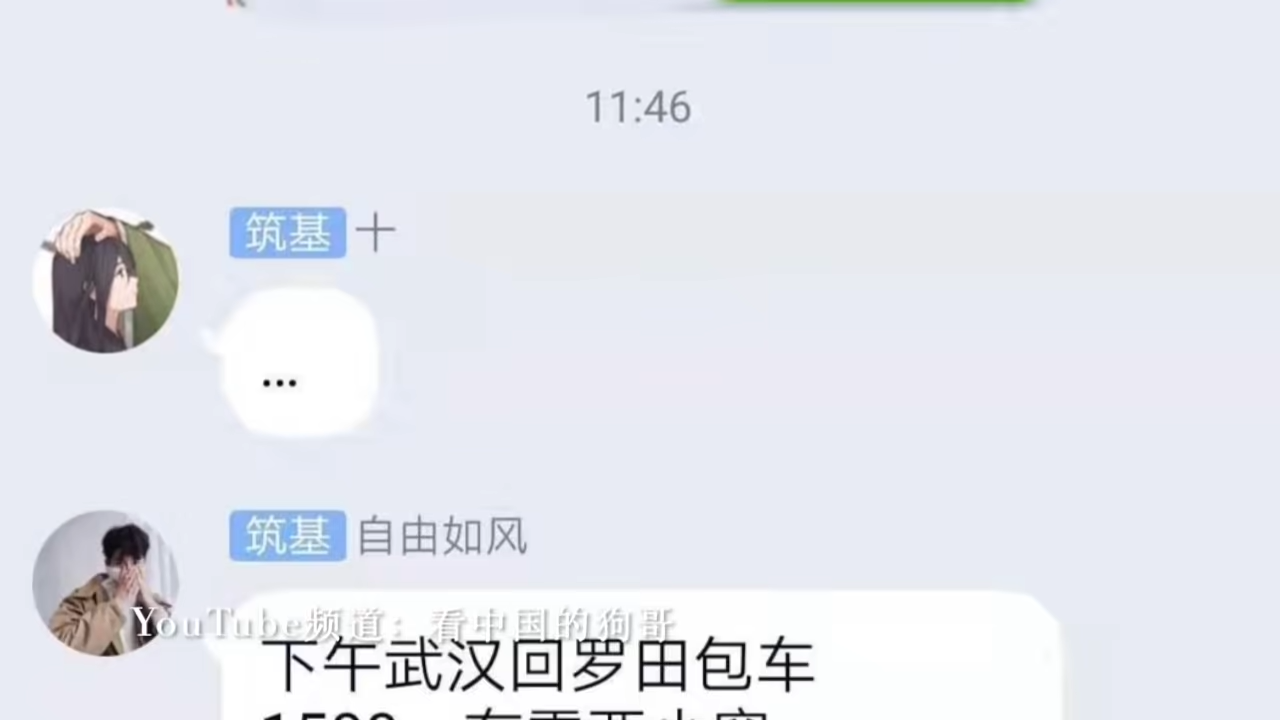 11:46
筑基 十
...
筑基 自由如风
YouTube频道：看中国的狗哥
下午武汉回罗田包车